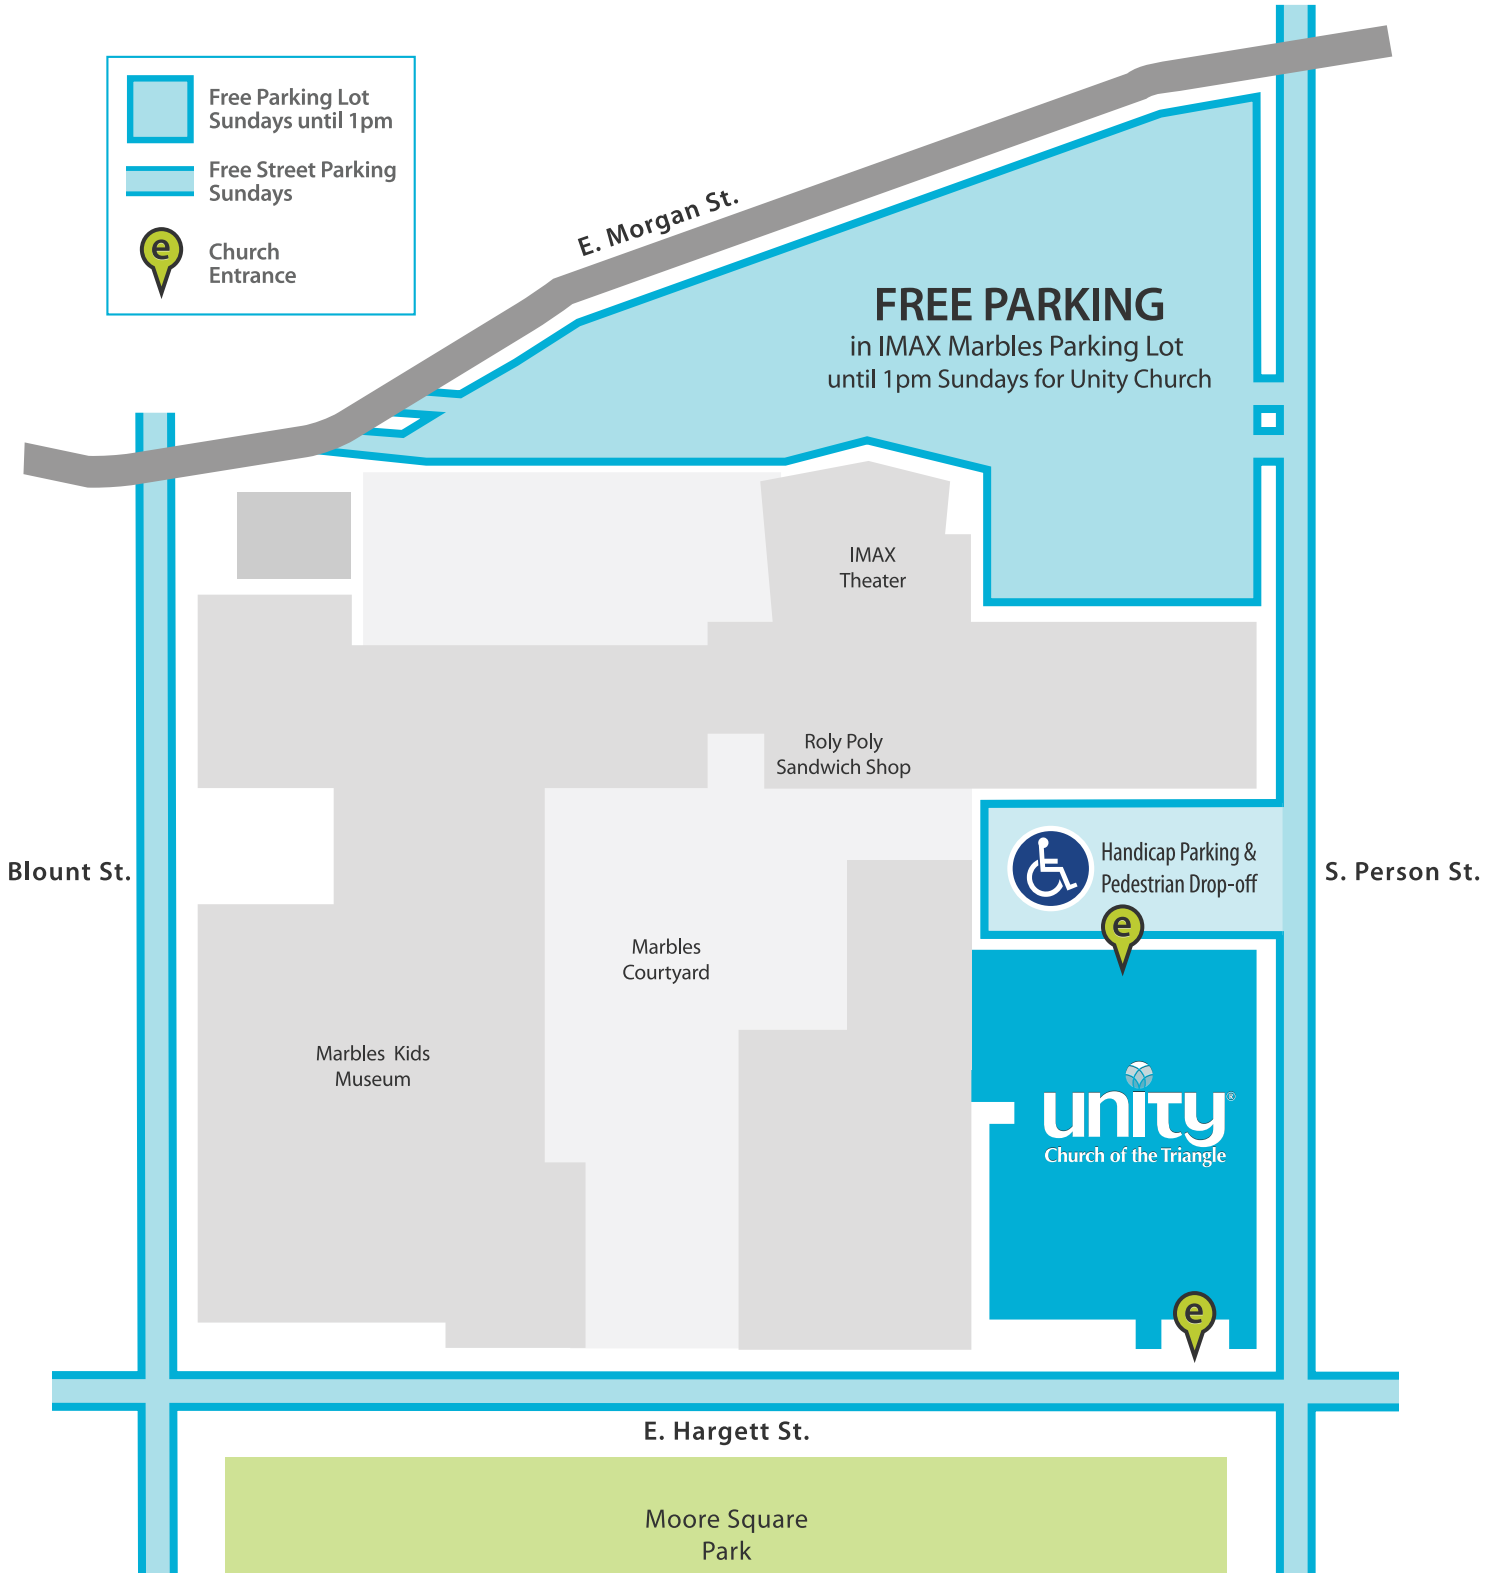 Free Parking Lot
Sundays until 1pm
Free Street Parking
Sundays
e
Church
Entrance
E. Morgan St.
FREE PARKING
in IMAX Marbles Parking Lot
until 1pm Sundays for Unity Church
IMAX
Theater
Roly Poly
Sandwich Shop
Blount St.
Handicap Parking &
Pedestrian Drop-off
S. Person St.
e
Marbles
Courtyard
Marbles Kids
Museum
unity®
Church of the Triangle
e
E. Hargett St.
Moore Square
Park